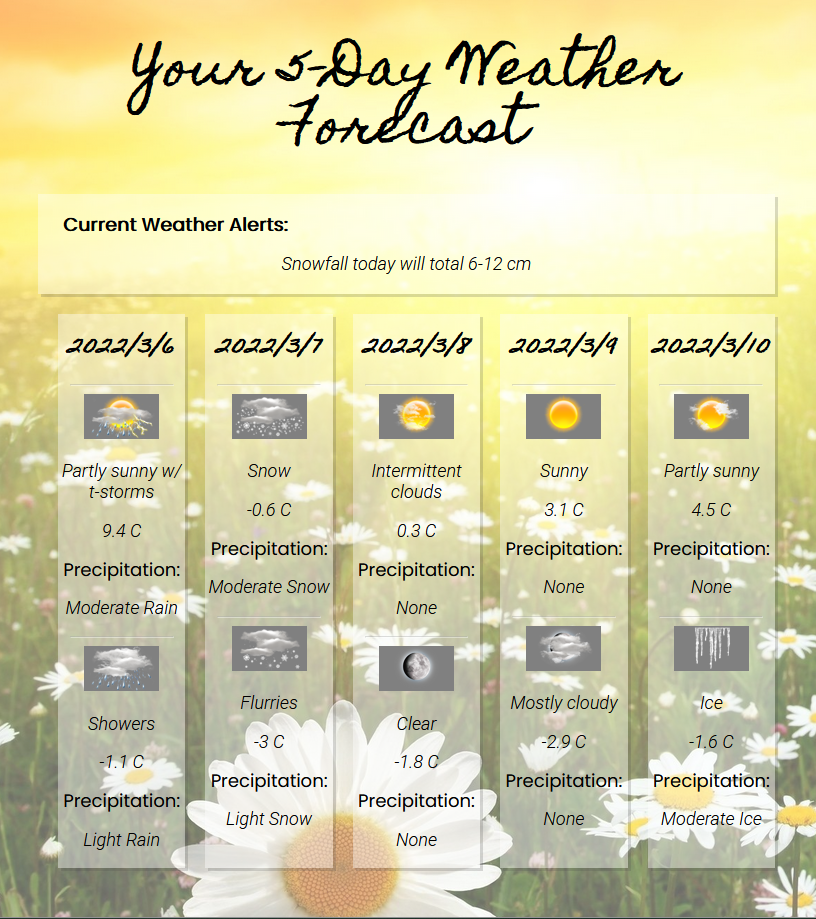 Your 5-Day Weather
Forecast
Current Weather Alerts:
Snowfall today will total 6-12 cm
2022/3/6
Partly sunny w/
t-storms
9.4 C
Precipitation:
Moderate Rain
Showers
-1.1 C
Precipitation:
Light Rain
2022/3/7
Snow
-0.6 C
Precipitation:
Moderate Snow
Flurries
-3 C
Precipitation:
Light Snow
2022/3/8
Intermittent
clouds
0.3 C
Precipitation:
None
Clear
-1.8 C
Precipitation:
None
2022/3/9
Sunny
3.1 C
Precipitation:
None
Mostly cloudy
-2.9 C
Precipitation:
None
2022/3/10
Partly sunny
4.5 C
Precipitation:
None
Ice
-1.6 C
Precipitation:
Moderate Ice